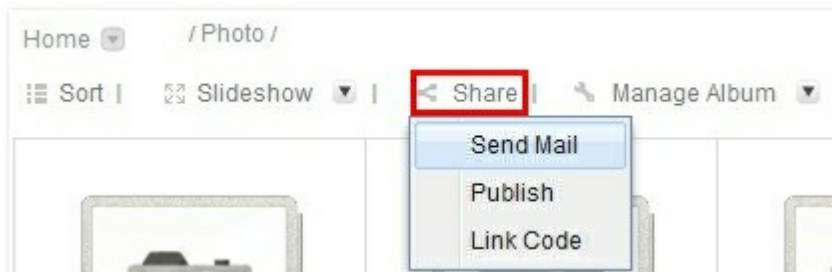 Home / Photo /
Sort | Slideshow | Share | Manage Album
Send Mail
Publish
Link Code